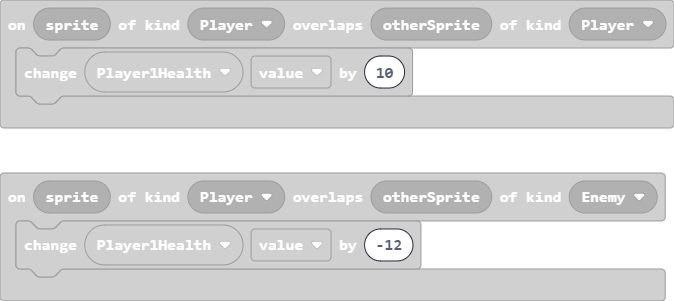 on sprite of kind Player overlaps otherSprite of kind Player
change Player1Health value by 10
on sprite of kind Player overlaps otherSprite of kind Enemy
change Player1Health value by -12